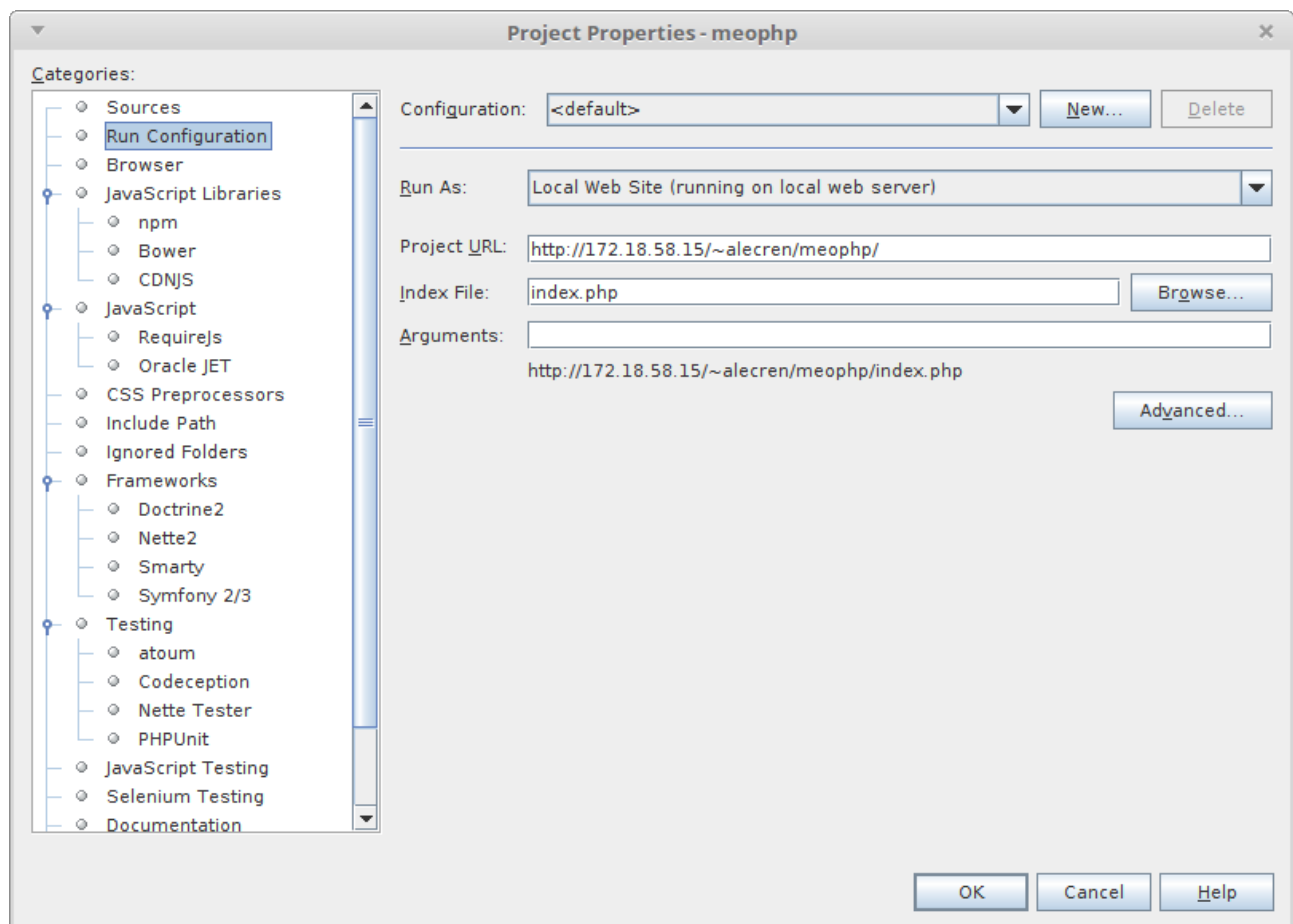 Project Properties - meophp
Categories:
Sources
Run Configuration
Browser
JavaScript Libraries
npm
Bower
CDNJS
JavaScript
RequireJs
Oracle JET
CSS Preprocessors
Include Path
Ignored Folders
Frameworks
Doctrine2
Nette2
Smarty
Symfony 2/3
Testing
atoum
Codeception
Nette Tester
PHPUnit
JavaScript Testing
Selenium Testing
Documentation
Configuration: <default> New... Delete
Run As: Local Web Site (running on local web server)
Project URL: http://172.18.58.15/~alecren/meophp/
Index File: index.php Browse...
Arguments:
http://172.18.58.15/~alecren/meophp/index.php
Advanced...
OK Cancel Help